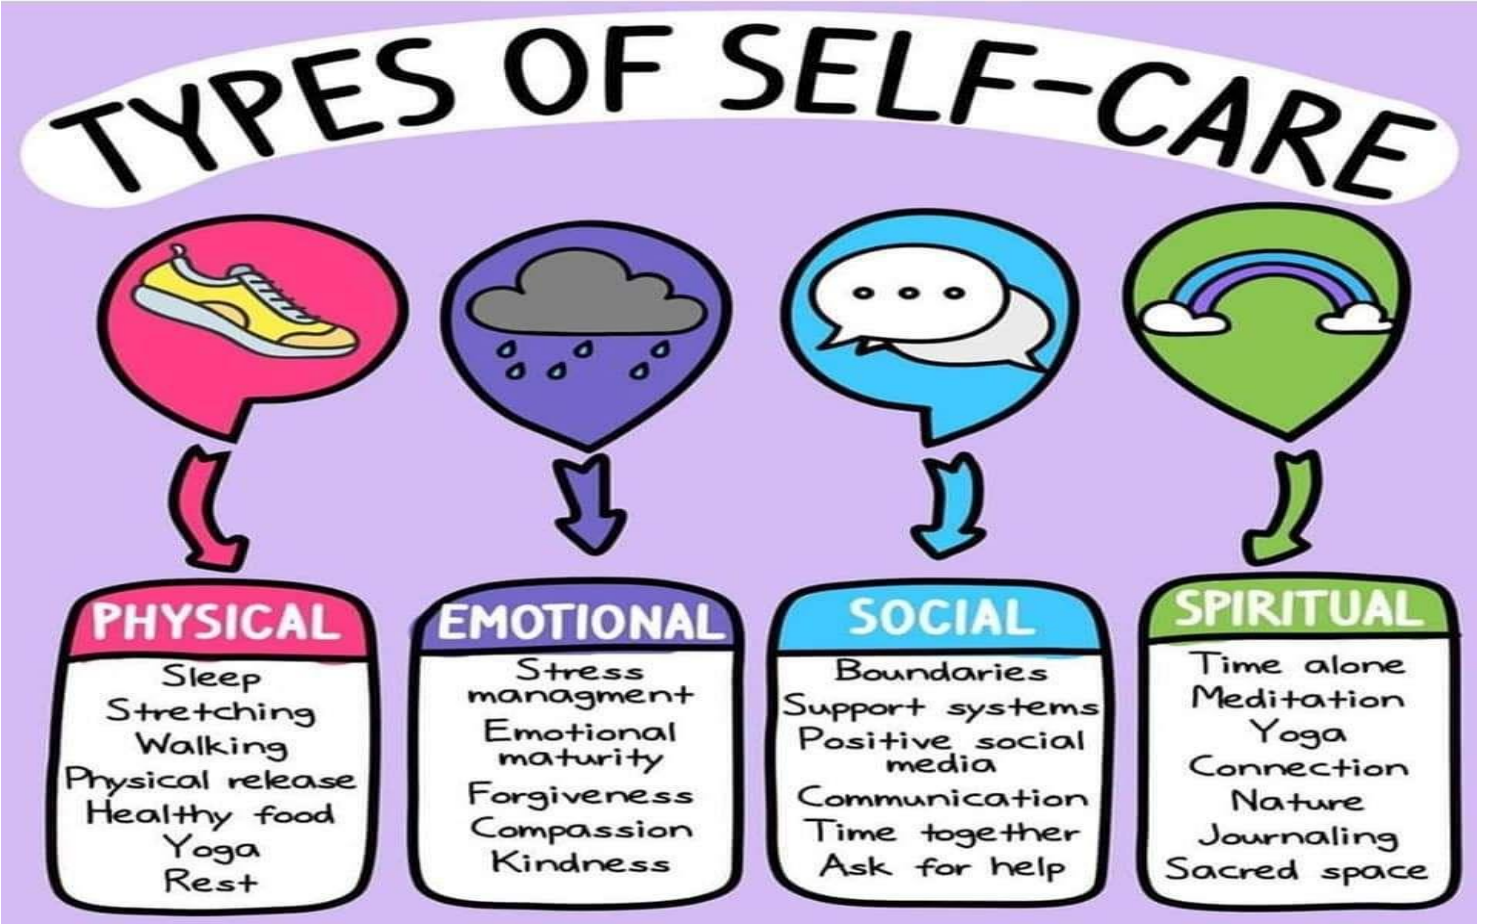 TYPES OF SELF-CARE
PHYSICAL
Sleep
Stretching
Walking
Physical release
Healthy food
Yoga
Rest
EMOTIONAL
Stress
managment
Emotional
maturity
Forgiveness
Compassion
Kindness
SOCIAL
Boundaries
Support systems
Positive social
media
Communication
Time together
Ask for help
SPIRITUAL
Time alone
Meditation
Yoga
Connection
Nature
Journaling
Sacred space